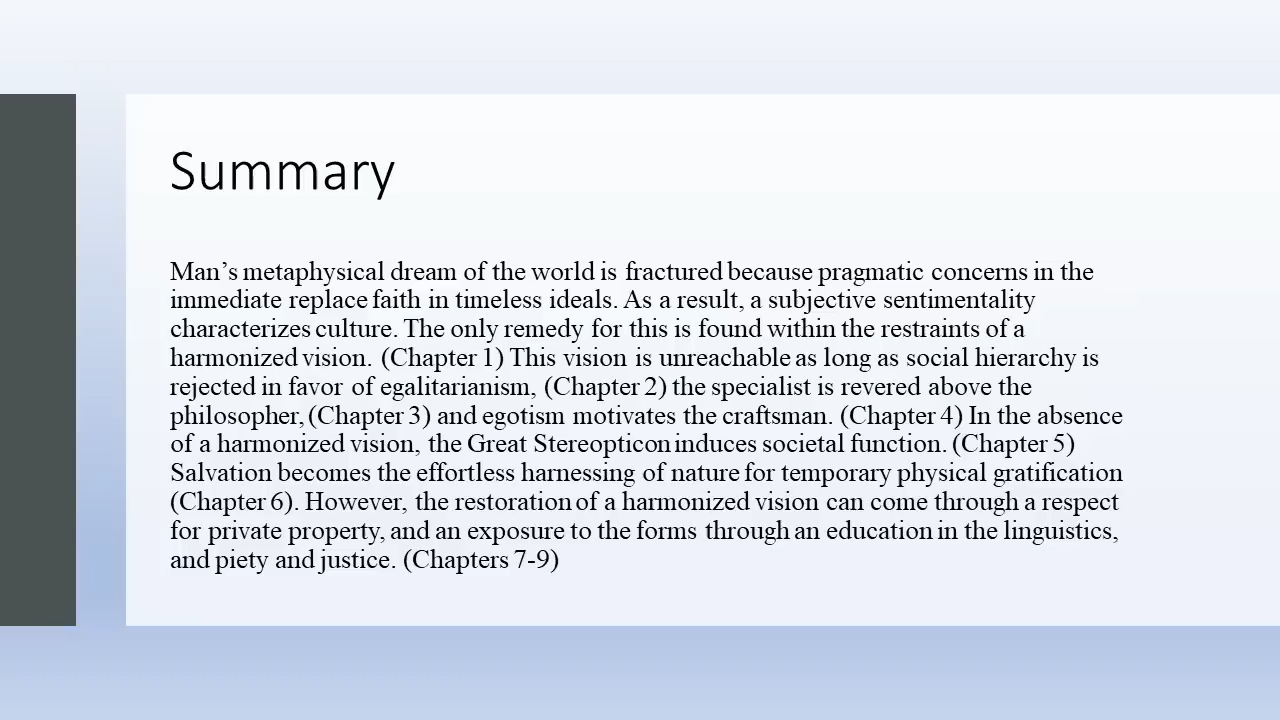 Summary
Man’s metaphysical dream of the world is fractured because pragmatic concerns in the
immediate replace faith in timeless ideals. As a result, a subjective sentimentality
characterizes culture. The only remedy for this is found within the restraints of a
harmonized vision. (Chapter 1) This vision is unreachable as long as social hierarchy is
rejected in favor of egalitarianism, (Chapter 2) the specialist is revered above the
philosopher, (Chapter 3) and egotism motivates the craftsman. (Chapter 4) In the absence
of a harmonized vision, the Great Stereopticon induces societal function. (Chapter 5)
Salvation becomes the effortless harnessing of nature for temporary physical gratification
(Chapter 6). However, the restoration of a harmonized vision can come through a respect
for private property, and an exposure to the forms through an education in the linguistics,
and piety and justice. (Chapters 7-9)